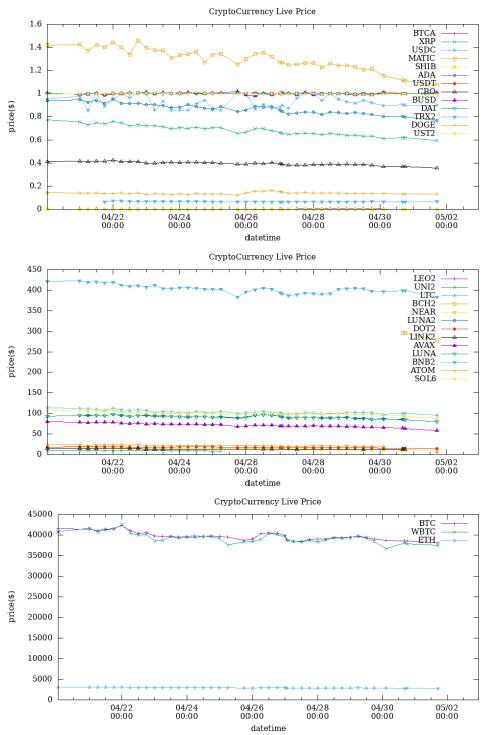 CryptoCurrency Live Price
price($)
1.6
1.4
1.2
1
0.8
0.6
0.4
0.2
0
BTCA
XRP
USDC
MATIC
SHIB
ADA
USDT
CRO
BUSD
DAI
TRX2
DOGE
UST2
04/22 04/24 04/26 04/28 04/30 05/02
00:00 00:00 00:00 00:00 00:00 00:00
datetime
CryptoCurrency Live Price
price($)
450
400
350
300
250
200
150
100
50
0
LEO2
UNI2
LTC
BCH2
NEAR
LUNA2
DOT2
LINK2
AVAX
LUNA
BNB2
ATOM
SOL6
04/22 04/24 04/26 04/28 04/30 05/02
00:00 00:00 00:00 00:00 00:00 00:00
datetime
CryptoCurrency Live Price
price($)
45000
40000
35000
30000
25000
20000
15000
10000
5000
0
BTC
WBTC
ETH
04/22 04/24 04/26 04/28 04/30 05/02
00:00 00:00 00:00 00:00 00:00 00:00
datetime